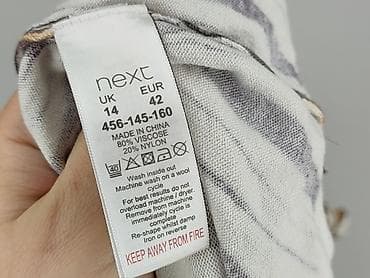 next
UK EUR
14 42
456-145-160
MADE IN CHINA
80% VISCOSE
20% NYLON
40
Wash inside out
Machine wash on a wool
cycle
For best results do not
overload machine / dryer
Remove from machine
immediately cycle is
complete
Re-shape whilst damp
Iron on reverse
KEEP AWAY FROM FIRE